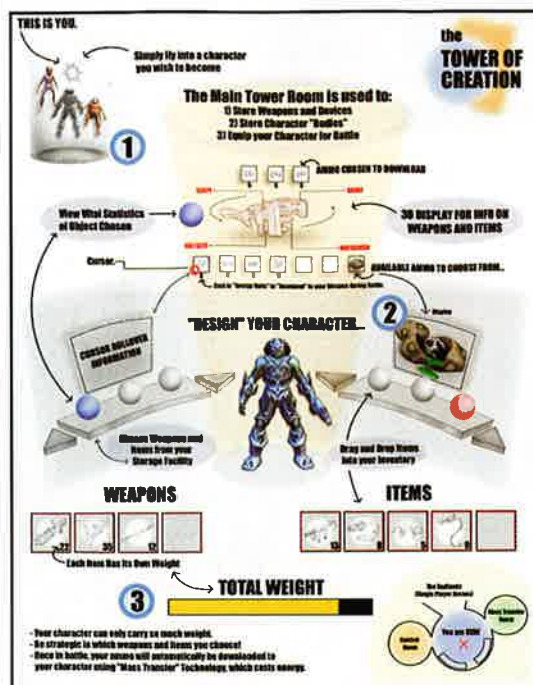 THIS IS YOU.
Simply fly into a character
you wish to become
the
TOWER OF
CREATION
1
The Main Tower Room is used to:
1) Store Weapons and Devices
2) Store Character "Bodies"
3) Equip your Character for Battle
AMMO CHOSEN TO DOWNLOAD
View Vital Statistics
of Object Chosen
3D DISPLAY FOR INFO ON
WEAPONS AND ITEMS
Cursor
AVAILABLE AMMO TO CHOOSE FROM...
"DESIGN" YOUR CHARACTER...
2
CURSOR ROLLOVER
INFORMATION
Choose Weapons and
Items from your
Storage Facility
Drag and Drop Items
into your Inventory
WEAPONS
ITEMS
22
35
12
13
8
5
9
Each Item Has its Own Weight
3
TOTAL WEIGHT
- Your character can only carry so much weight.
- Be strategic in which weapons and items you choose!
- Once in battle, your ammo will automatically be downloaded to
your character using "Mass Transfer" Technology, which costs energy.
You are HERE
Mass Transfer